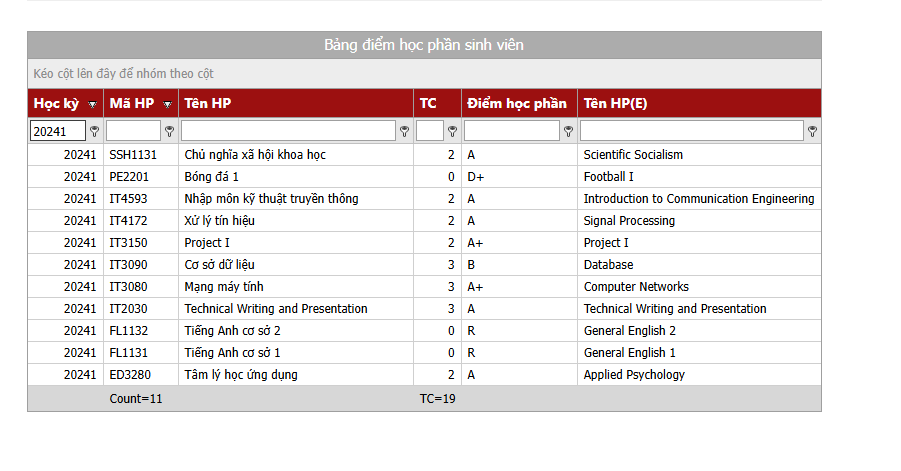 Bảng điểm học phần sinh viên
Kéo cột lên đây để nhóm theo cột
Học kỳ Mã HP Tên HP TC Điểm học phần Tên HP(E)
20241
20241 SSH1131 Chủ nghĩa xã hội khoa học 2 A Scientific Socialism
20241 PE2201 Bóng đá 1 0 D+ Football I
20241 IT4593 Nhập môn kỹ thuật truyền thông 2 A Introduction to Communication Engineering
20241 IT4172 Xử lý tín hiệu 2 A Signal Processing
20241 IT3150 Project I 2 A+ Project I
20241 IT3090 Cơ sở dữ liệu 3 B Database
20241 IT3080 Mạng máy tính 3 A+ Computer Networks
20241 IT2030 Technical Writing and Presentation 3 A Technical Writing and Presentation
20241 FL1132 Tiếng Anh cơ sở 2 0 R General English 2
20241 FL1131 Tiếng Anh cơ sở 1 0 R General English 1
20241 ED3280 Tâm lý học ứng dụng 2 A Applied Psychology
Count=11 TC=19